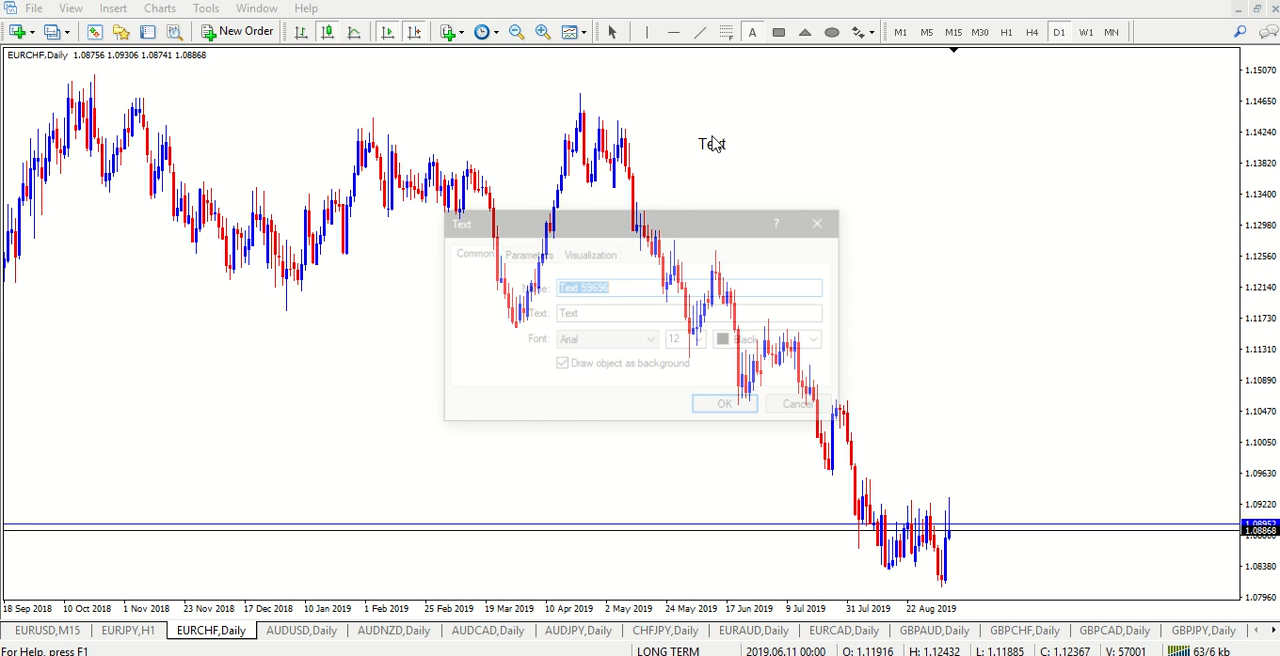 File View Insert Charts Tools Window Help
New Order A M1 M5 M15 M30 H1 H4 D1 W1 MN
EURCHF,Daily 1.08756 1.09306 1.08741 1.08868
Text
Text
Common Parameters Visualization
Name: Text 59696
Text: Text
Font: Arial 12 Black
Draw object as background
OK Cancel
1.15070
1.14650
1.14240
1.13820
1.13400
1.12980
1.12560
1.12140
1.11730
1.11310
1.10890
1.10470
1.10050
1.09630
1.09220
1.08952
1.08868
1.08380
1.07960
18 Sep 2018 10 Oct 2018 1 Nov 2018 23 Nov 2018 17 Dec 2018 10 Jan 2019 1 Feb 2019 25 Feb 2019 19 Mar 2019 10 Apr 2019 2 May 2019 24 May 2019 17 Jun 2019 9 Jul 2019 31 Jul 2019 22 Aug 2019
EURUSD,M15 EURJPY,H1 EURCHF,Daily AUDUSD,Daily AUDNZD,Daily AUDCAD,Daily AUDJPY,Daily CHFJPY,Daily EURAUD,Daily EURCAD,Daily GBPAUD,Daily GBPCHF,Daily GBPCAD,Daily GBPJPY,Daily
For Help, press F1 LONG TERM 2019.06.11 00:00 O: 1.11916 H: 1.12432 L: 1.11885 C: 1.12367 V: 57001 63/6 kb